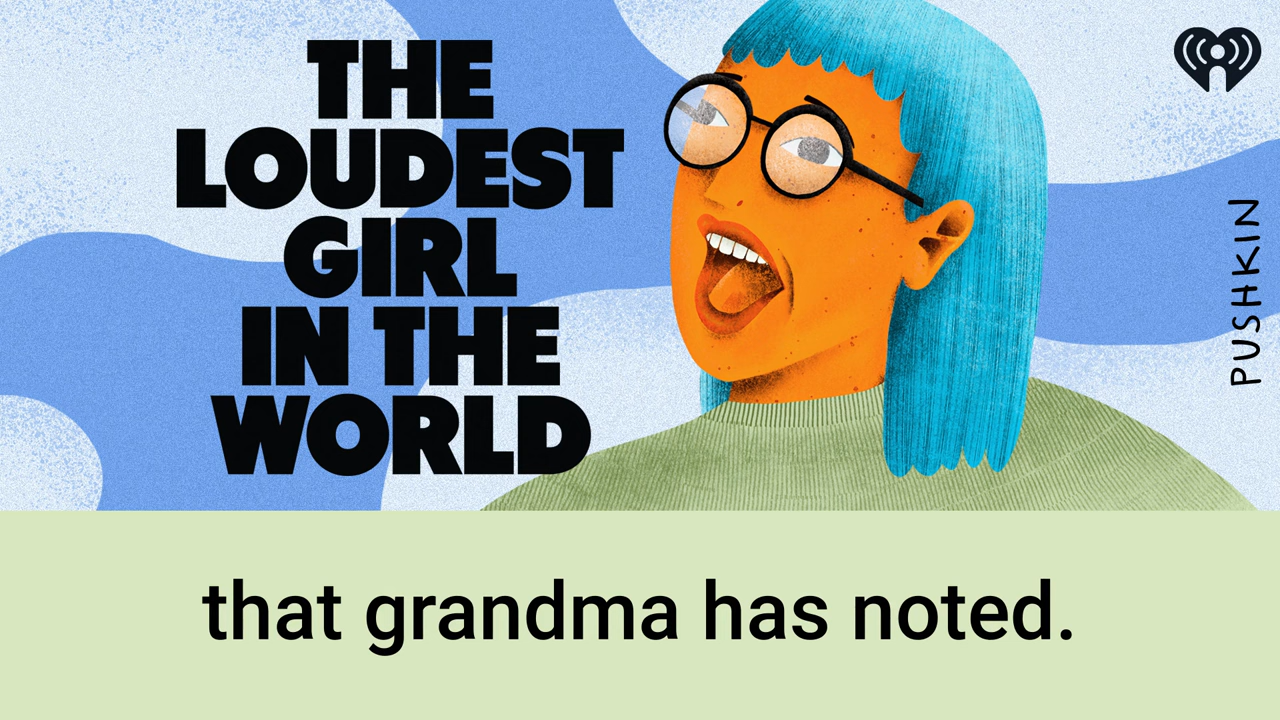 THE
LOUDEST
GIRL
IN THE
WORLD
PUSHKIN
that grandma has noted.